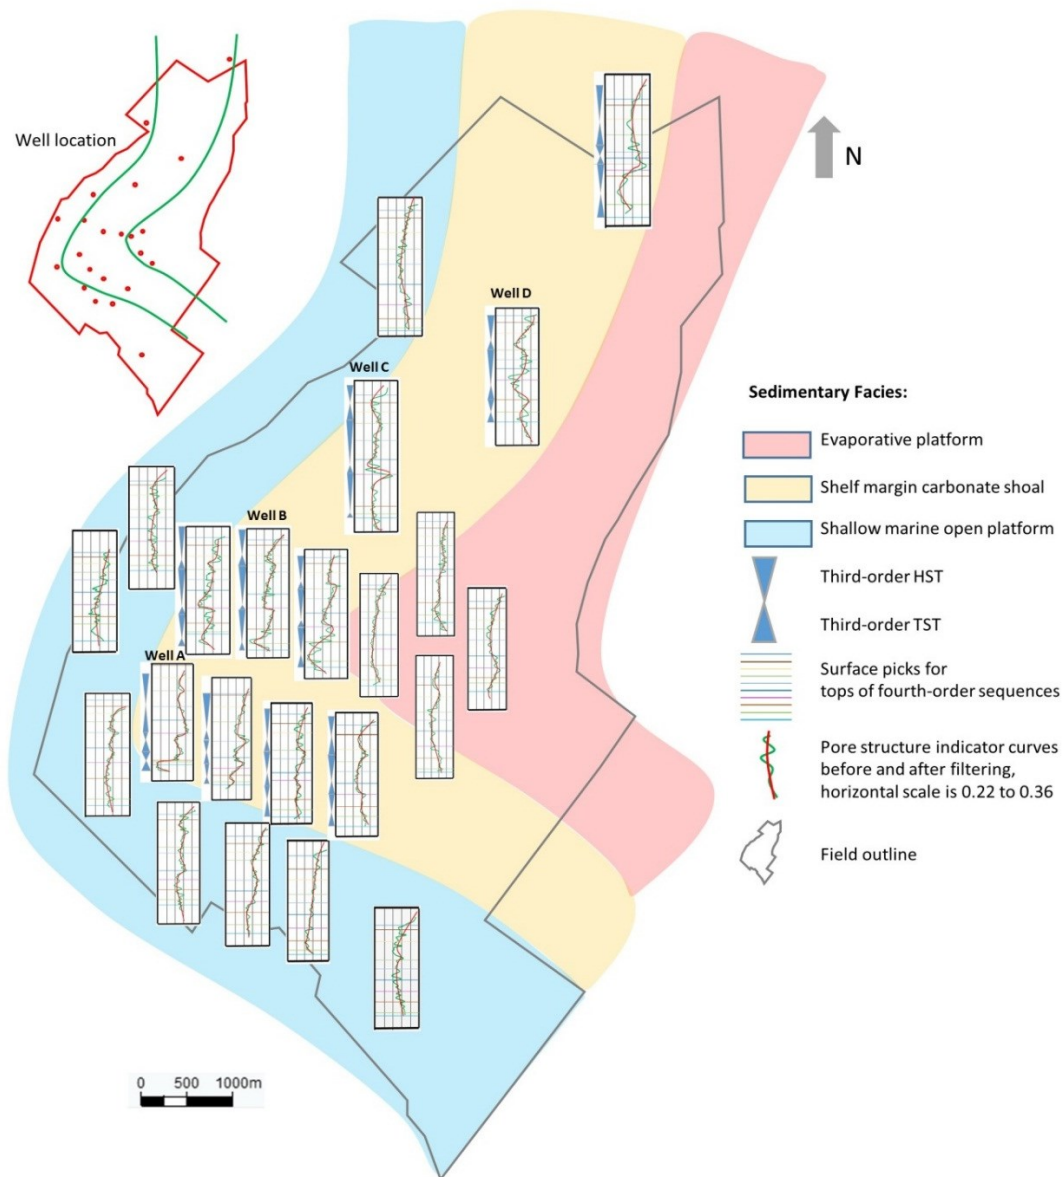 Well location
N
Well D
Well C
Well B
Well A
Sedimentary Facies:
Evaporative platform
Shelf margin carbonate shoal
Shallow marine open platform
Third-order HST
Third-order TST
Surface picks for
tops of fourth-order sequences
Pore structure indicator curves
before and after filtering,
horizontal scale is 0.22 to 0.36
Field outline
0 500 1000m